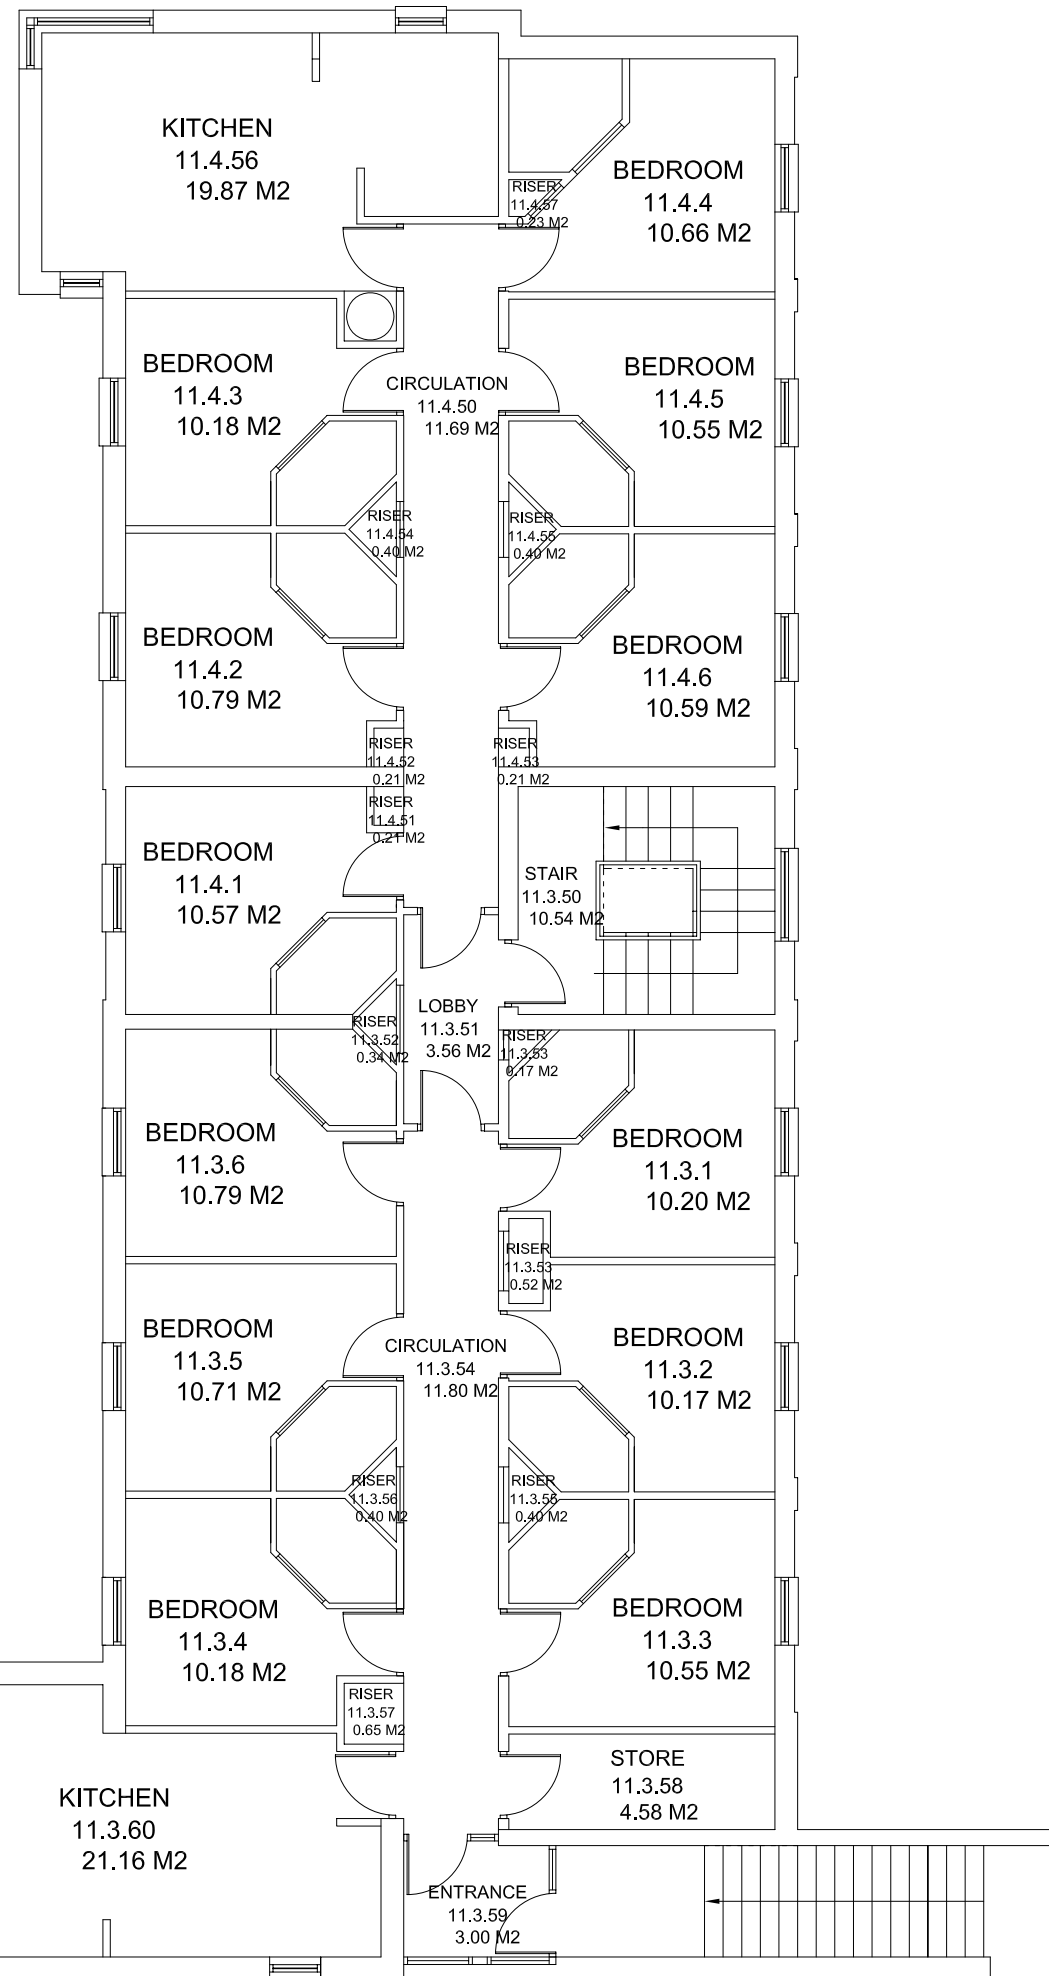 KITCHEN
11.4.56
19.87 M2
BEDROOM
11.4.4
10.66 M2
RISER
11.4.57
0.23 M2
BEDROOM
11.4.3
10.18 M2
CIRCULATION
11.4.50
11.69 M2
BEDROOM
11.4.5
10.55 M2
RISER
11.4.54
0.40 M2
RISER
11.4.55
0.40 M2
BEDROOM
11.4.2
10.79 M2
BEDROOM
11.4.6
10.59 M2
RISER
11.4.52
0.21 M2
RISER
11.4.53
0.21 M2
RISER
11.4.51
0.21 M2
BEDROOM
11.4.1
10.57 M2
STAIR
11.3.50
10.54 M2
LOBBY
11.3.51
3.56 M2
RISER
11.3.52
0.34 M2
RISER
11.3.53
0.17 M2
BEDROOM
11.3.6
10.79 M2
BEDROOM
11.3.1
10.20 M2
RISER
11.3.53
0.52 M2
BEDROOM
11.3.5
10.71 M2
CIRCULATION
11.3.54
11.80 M2
BEDROOM
11.3.2
10.17 M2
RISER
11.3.56
0.40 M2
RISER
11.3.55
0.40 M2
BEDROOM
11.3.4
10.18 M2
BEDROOM
11.3.3
10.55 M2
RISER
11.3.57
0.65 M2
STORE
11.3.58
4.58 M2
KITCHEN
11.3.60
21.16 M2
ENTRANCE
11.3.59
3.00 M2